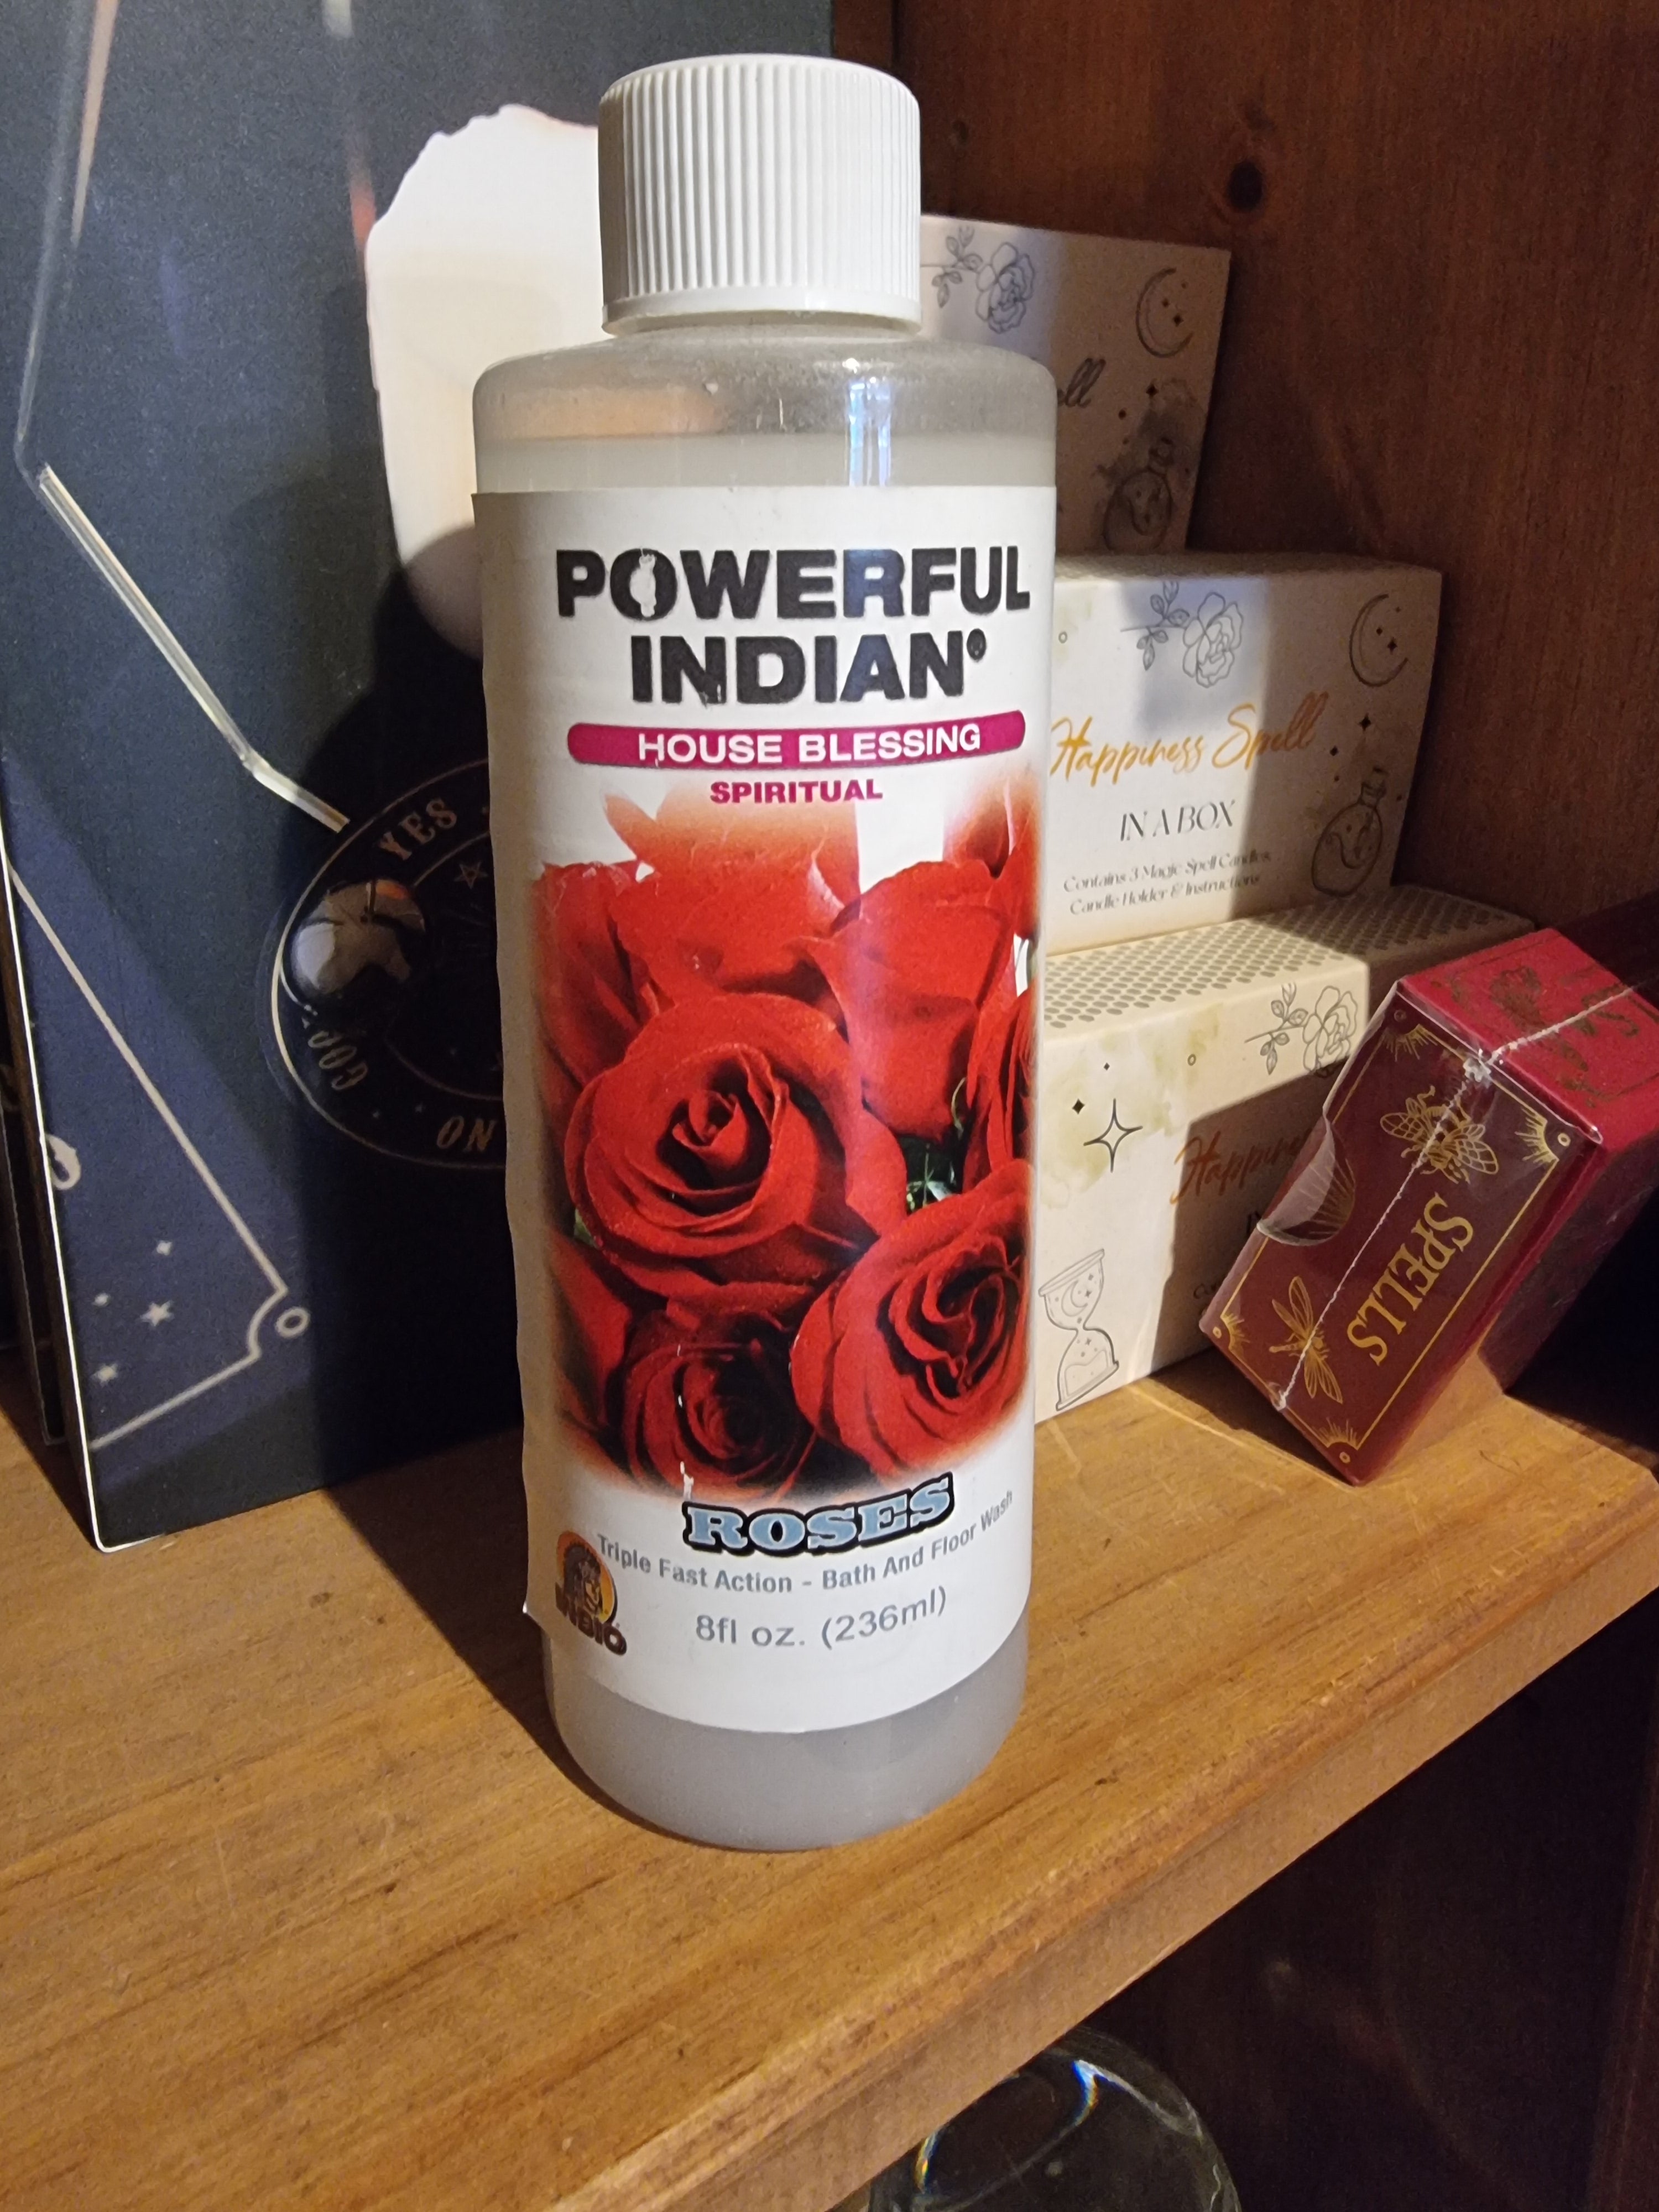 POWERFUL
INDIAN®
HOUSE BLESSING
SPIRITUAL
ROSES
Triple Fast Action - Bath And Floor Wash
8fl oz. (236ml)
YES
GOOD
ON
Happiness Spell
IN A BOX
Contains 3 Magic Spell Candles,
Candle Holder & Instructions
SPELLS